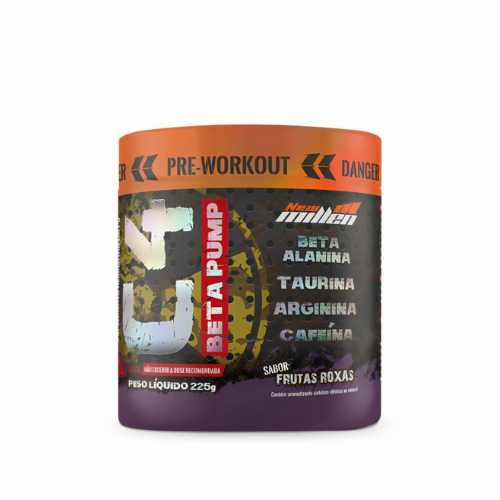 PRE-WORKOUT
DANGER
C4
BETA PUMP
New
millen
BETA
ALANINA
TAURINA
ARGININA
CAFEÍNA
NÃO EXCEDER A DOSE RECOMENDADA
PESO LÍQUIDO 225g
SABOR:
FRUTAS ROXAS